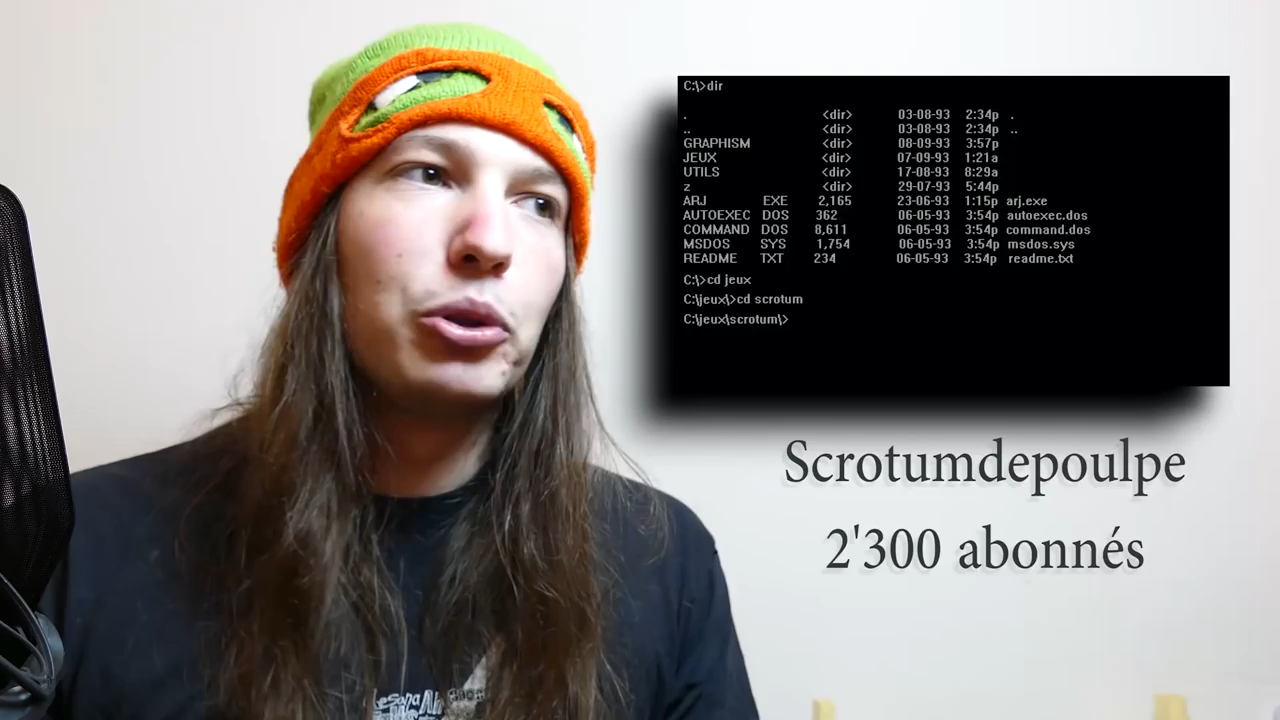 C:\>dir
. <dir> 03-08-93 2:34p .
.. <dir> 03-08-93 2:34p ..
GRAPHISM <dir> 08-09-93 3:57p
JEUX <dir> 07-09-93 1:21a
UTILS <dir> 17-08-93 8:29a
z <dir> 29-07-93 5:44p
ARJ EXE 2,165 23-06-93 1:15p arj.exe
AUTOEXEC DOS 362 06-05-93 3:54p autoexec.dos
COMMAND DOS 8,611 06-05-93 3:54p command.dos
MSDOS SYS 1,754 06-05-93 3:54p msdos.sys
README TXT 234 06-05-93 3:54p readme.txt
C:\>cd jeux
C:\jeux\>cd scrotum
C:\jeux\scrotum\>
Scrotumdepoulpe
2'300 abonnés